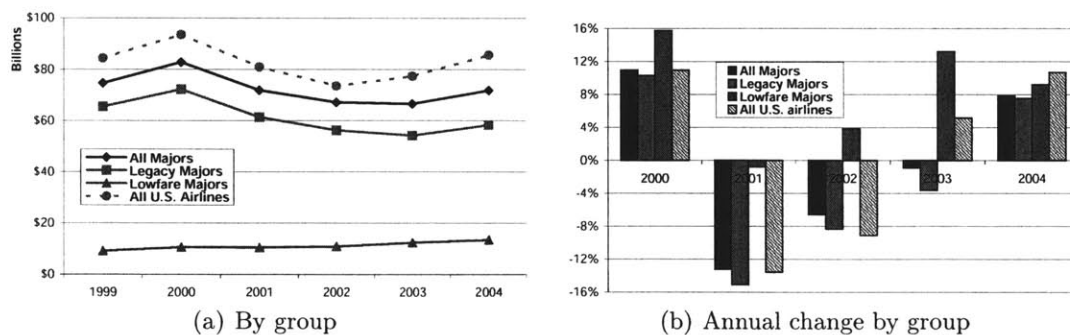 Billions
$100
$80
$60
$40
$20
$0
All Majors
Legacy Majors
Lowfare Majors
All U.S. Airlines
1999 2000 2001 2002 2003 2004
(a) By group
16%
12%
8%
4%
0%
-4%
-8%
-12%
-16%
All Majors
Legacy Majors
Lowfare Majors
All U.S. airlines
2000 2001 2002 2003 2004
(b) Annual change by group